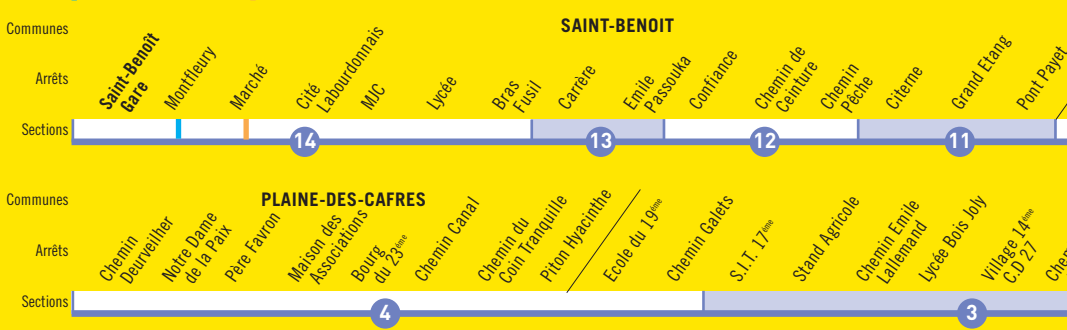 Communes
SAINT-BENOIT
Arrêts
Saint-Benoît
Gare
Montfleury
Marché
Cité
Labourdonnais
MJC
Lycée
Bras
Fusil
Carrère
Emile
Passouka
Confiance
Chemin de
Ceinture
Chemin
Pêche
Citerne
Grand Etang
Pont Payet
Sections
14
13
12
11
Communes
PLAINE-DES-CAFRES
Arrêts
Chemin
Deurveilher
Notre Dame
de la Paix
Père Favron
Maison des
Associations
Bourg
du 23ème
Chemin Canal
Chemin du
Coin Tranquille
Piton Hyacinthe
Ecole du 19ème
Chemin Galets
S.I.T. 17ème
Stand Agricole
Chemin Emile
Lallemand
Lycée Bois Joly
Village 14ème
C.D 27
Sections
4
3